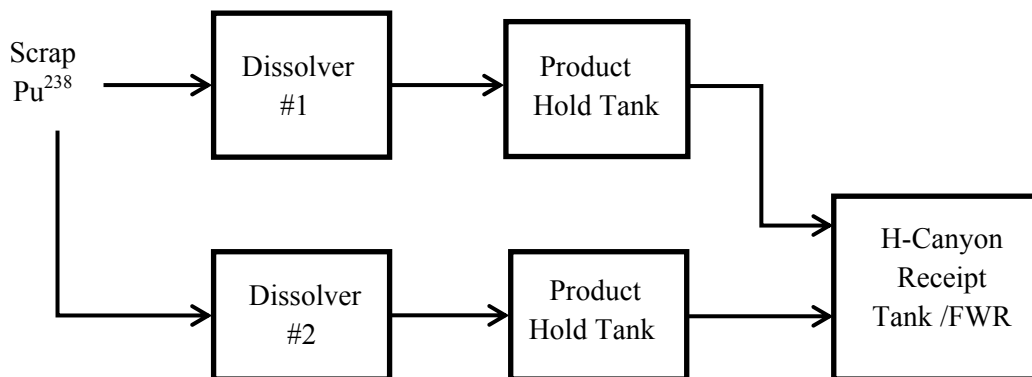 Scrap
Pu238
Dissolver
#1
Product
Hold Tank
Dissolver
#2
Product
Hold Tank
H-Canyon
Receipt
Tank /FWR